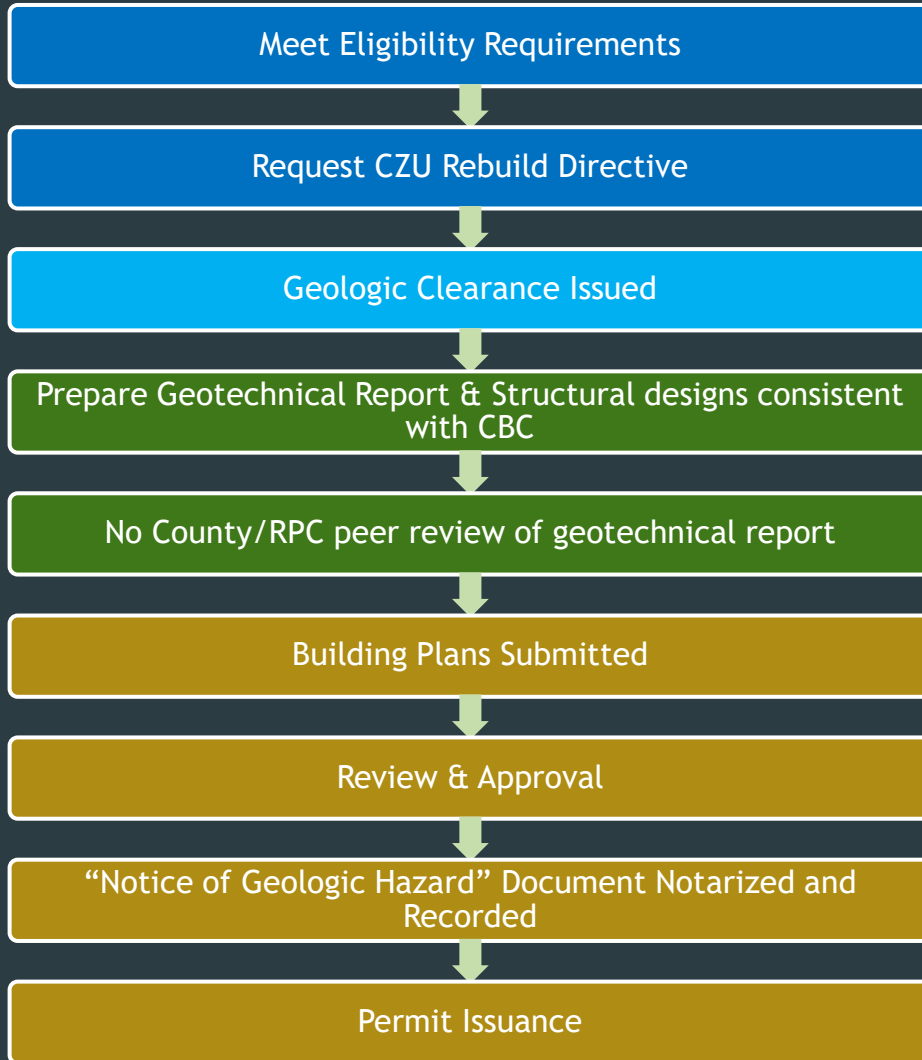 Meet Eligibility Requirements
Request CZU Rebuild Directive
Geologic Clearance Issued
Prepare Geotechnical Report & Structural designs consistent
with CBC
No County/RPC peer review of geotechnical report
Building Plans Submitted
Review & Approval
“Notice of Geologic Hazard” Document Notarized and
Recorded
Permit Issuance